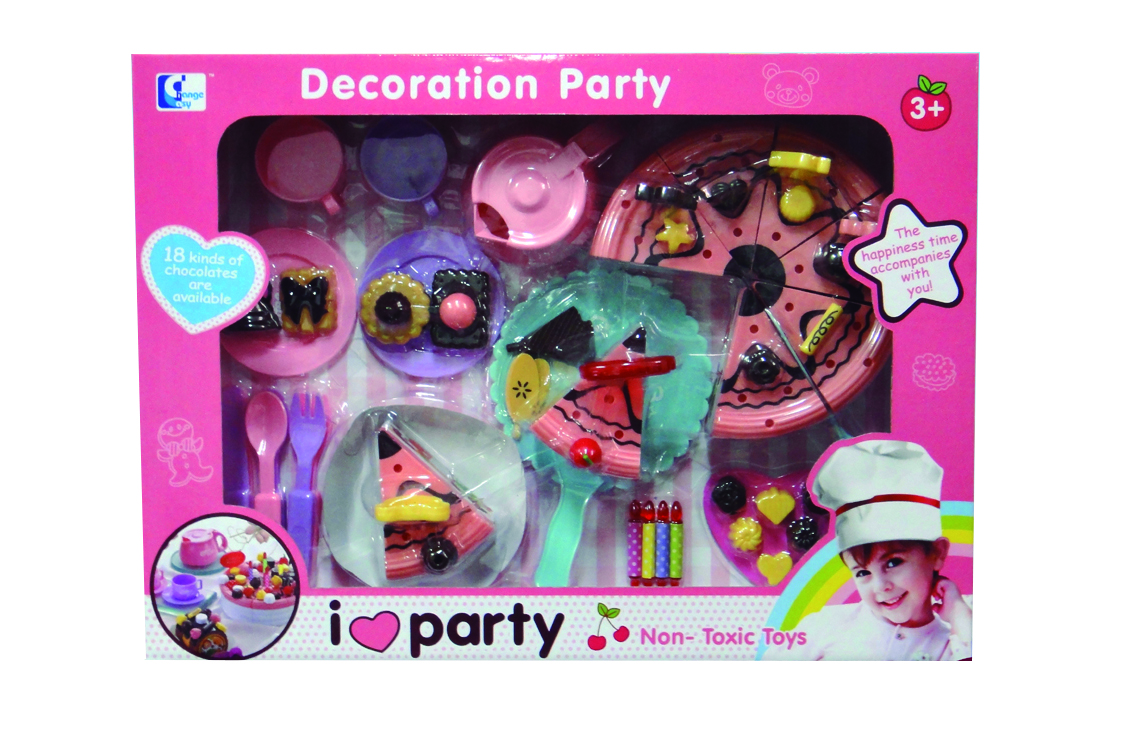 Change
Easy
™
Decoration Party
3+
18 kinds of
chocolates
are
available
The
happiness time
accompanies
with
you!
i party
Non- Toxic Toys